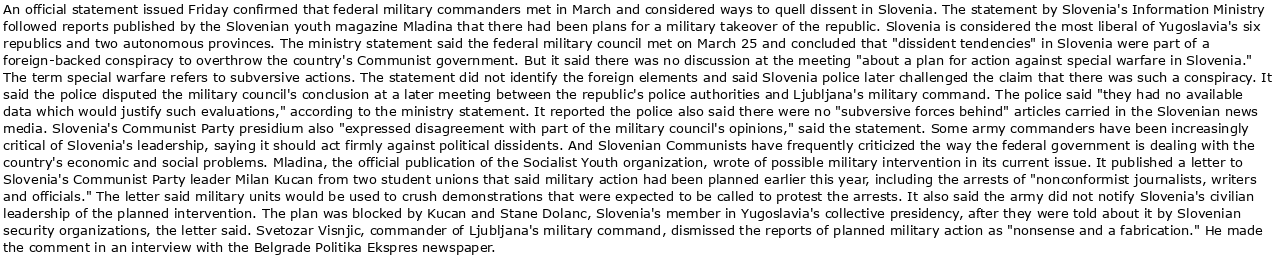 An official statement issued Friday confirmed that federal military commanders met in March and considered ways to quell dissent in Slovenia. The statement by Slovenia's Information Ministry
followed reports published by the Slovenian youth magazine Mladina that there had been plans for a military takeover of the republic. Slovenia is considered the most liberal of Yugoslavia's six
republics and two autonomous provinces. The ministry statement said the federal military council met on March 25 and concluded that "dissident tendencies" in Slovenia were part of a
foreign-backed conspiracy to overthrow the country's Communist government. But it said there was no discussion at the meeting "about a plan for action against special warfare in Slovenia."
The term special warfare refers to subversive actions. The statement did not identify the foreign elements and said Slovenia police later challenged the claim that there was such a conspiracy. It
said the police disputed the military council's conclusion at a later meeting between the republic's police authorities and Ljubljana's military command. The police said "they had no available
data which would justify such evaluations," according to the ministry statement. It reported the police also said there were no "subversive forces behind" articles carried in the Slovenian news
media. Slovenia's Communist Party presidium also "expressed disagreement with part of the military council's opinions," said the statement. Some army commanders have been increasingly
critical of Slovenia's leadership, saying it should act firmly against political dissidents. And Slovenian Communists have frequently criticized the way the federal government is dealing with the
country's economic and social problems. Mladina, the official publication of the Socialist Youth organization, wrote of possible military intervention in its current issue. It published a letter to
Slovenia's Communist Party leader Milan Kucan from two student unions that said military action had been planned earlier this year, including the arrests of "nonconformist journalists, writers
and officials." The letter said military units would be used to crush demonstrations that were expected to be called to protest the arrests. It also said the army did not notify Slovenia's civilian
leadership of the planned intervention. The plan was blocked by Kucan and Stane Dolanc, Slovenia's member in Yugoslavia's collective presidency, after they were told about it by Slovenian
security organizations, the letter said. Svetozar Visnjic, commander of Ljubljana's military command, dismissed the reports of planned military action as "nonsense and a fabrication." He made
the comment in an interview with the Belgrade Politika Ekspres newspaper.